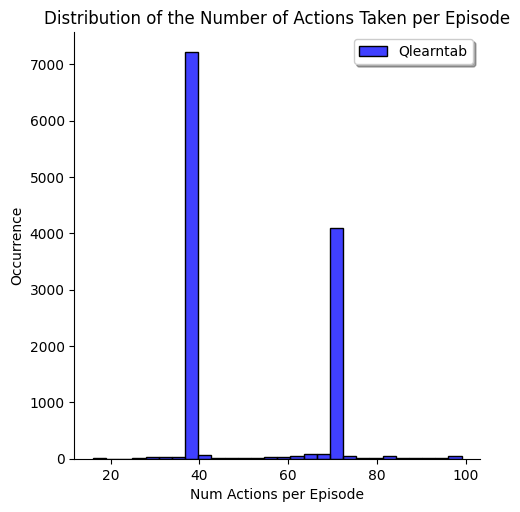 Distribution of the Number of Actions Taken per Episode
Qlearntab
7000
6000
5000
4000
3000
2000
1000
0
Occurrence
20 40 60 80 100
Num Actions per Episode